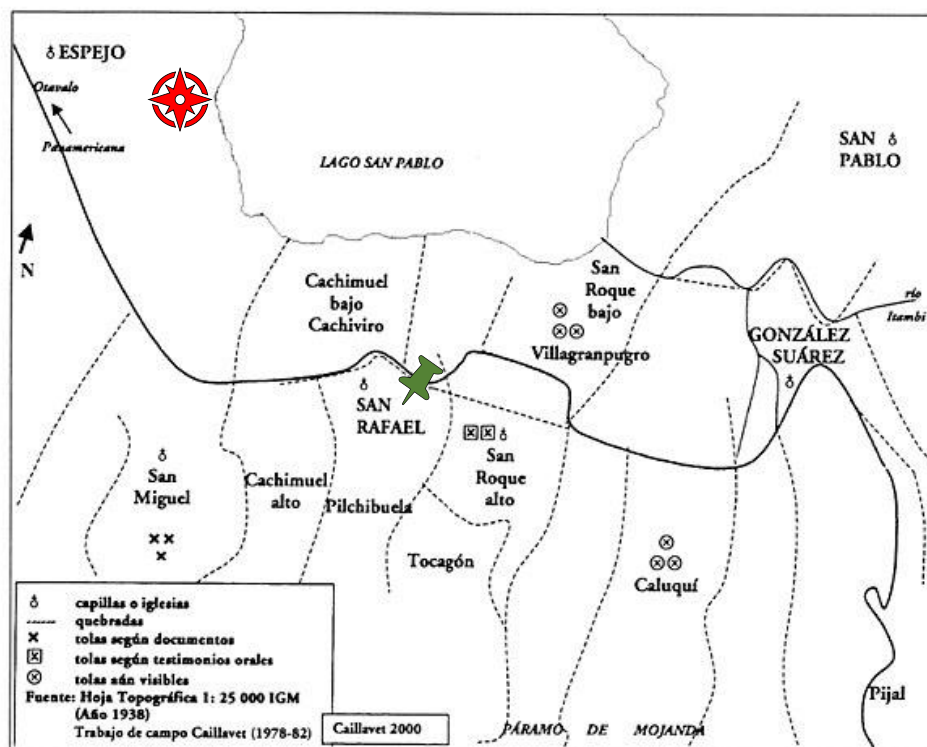 ESPEJO
Otavalo
Panamericana
LAGO SAN PABLO
SAN
PABLO
N
Cachimuel
bajo
Cachiviro
San
Roque
bajo
Villagranpugro
río
Itambi
GONZÁLEZ
SUÁREZ
SAN
RAFAEL
San
Miguel
Cachimuel
alto
Pilchibuela
San
Roque
alto
Tocagón
Caluquí
Pijal
PÁRAMO DE MOJANDA
capillas o iglesias
quebradas
tolas según documentos
tolas según testimonios orales
tolas aún visibles
Fuente: Hoja Topográfica 1: 25 000 IGM
(Año 1938)
Trabajo de campo Caillavet (1978-82)
Caillavet 2000